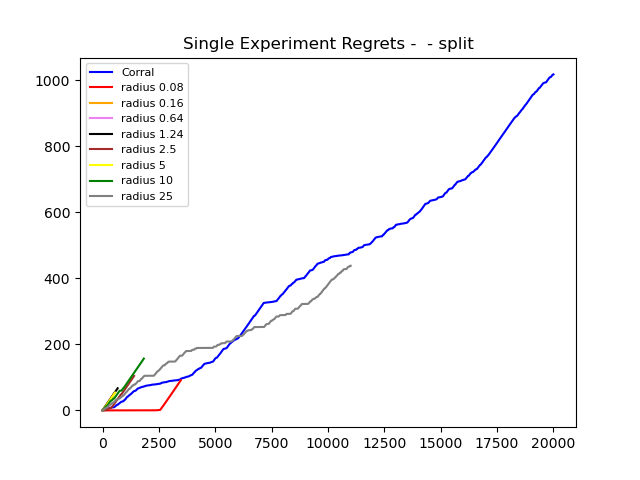 Single Experiment Regrets -  - split
Corral
radius 0.08
radius 0.16
radius 0.64
radius 1.24
radius 2.5
radius 5
radius 10
radius 25
1000
800
600
400
200
0
0 2500 5000 7500 10000 12500 15000 17500 20000